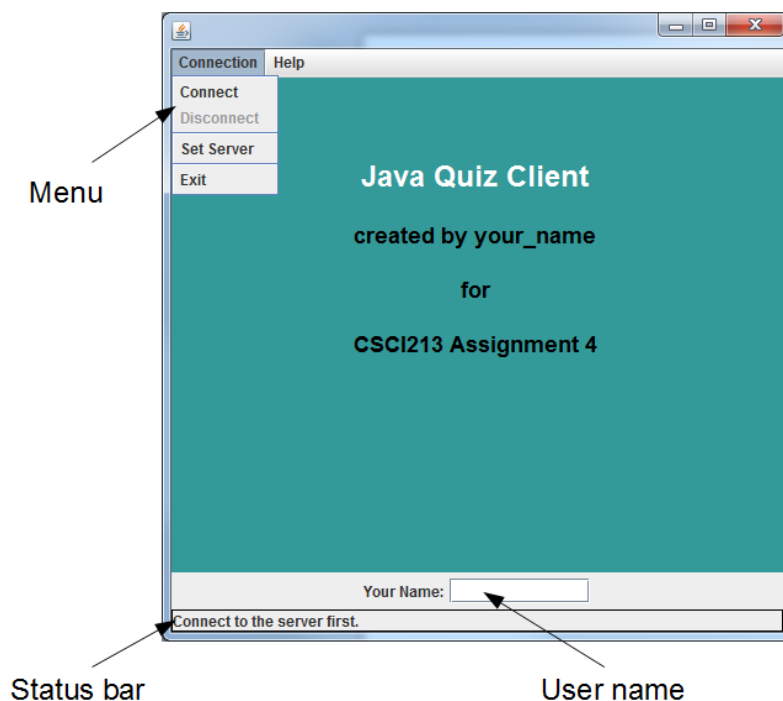 Connection Help
Connect
Disconnect
Set Server
Exit
Menu
Java Quiz Client
created by your_name
for
CSCI213 Assignment 4
Your Name:
Connect to the server first.
Status bar
User name